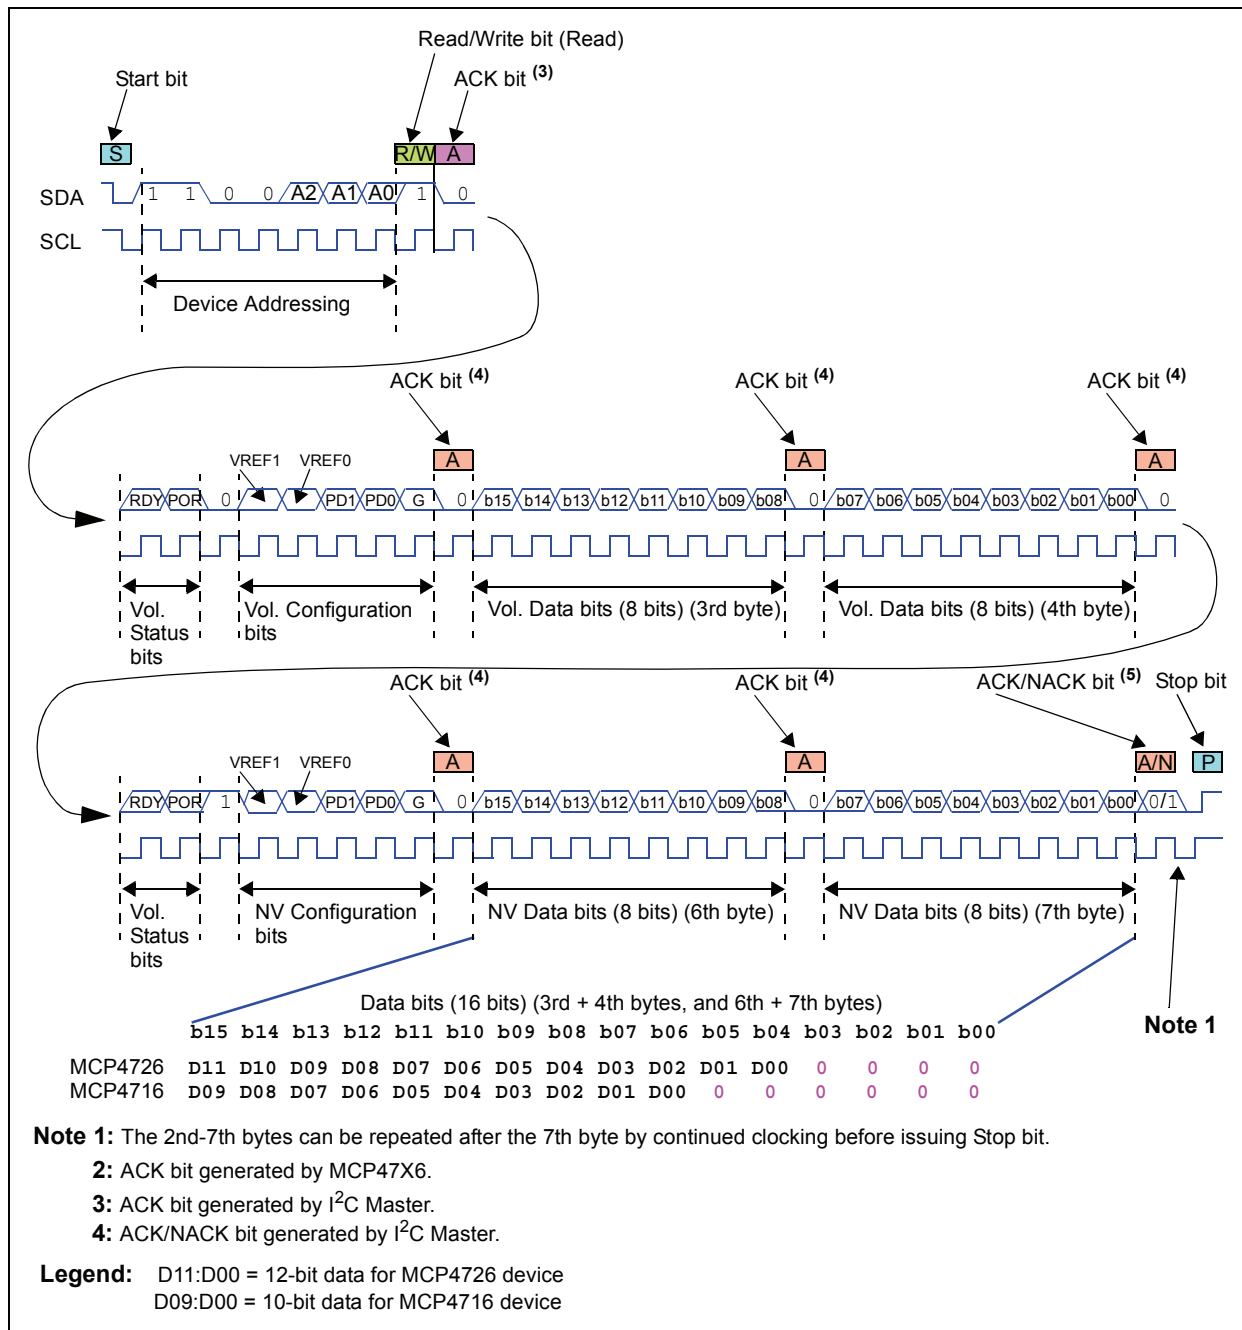 Read/Write bit (Read)
Start bit
ACK bit (3)
S
R/W A
SDA 1 1 0 0 A2 A1 A0 1 0
SCL
Device Addressing
ACK bit (4) ACK bit (4) ACK bit (4)
A A A
VREF1 VREF0
RDY POR 0 PD1 PD0 G 0 b15 b14 b13 b12 b11 b10 b09 b08 0 b07 b06 b05 b04 b03 b02 b01 b00 0
Vol. Status bits
Vol. Configuration bits
Vol. Data bits (8 bits) (3rd byte)
Vol. Data bits (8 bits) (4th byte)
ACK bit (4) ACK bit (4) ACK/NACK bit (5) Stop bit
A A A/N P
VREF1 VREF0
RDY POR 1 PD1 PD0 G 0 b15 b14 b13 b12 b11 b10 b09 b08 0 b07 b06 b05 b04 b03 b02 b01 b00 0/1
Vol. Status bits
NV Configuration bits
NV Data bits (8 bits) (6th byte)
NV Data bits (8 bits) (7th byte)
Data bits (16 bits) (3rd + 4th bytes, and 6th + 7th bytes)
Note 1
b15 b14 b13 b12 b11 b10 b09 b08 b07 b06 b05 b04 b03 b02 b01 b00
MCP4726 D11 D10 D09 D08 D07 D06 D05 D04 D03 D02 D01 D00 0 0 0 0
MCP4716 D09 D08 D07 D06 D05 D04 D03 D02 D01 D00 0 0 0 0 0 0
Note 1: The 2nd-7th bytes can be repeated after the 7th byte by continued clocking before issuing Stop bit.
2: ACK bit generated by MCP47X6.
3: ACK bit generated by I2C Master.
4: ACK/NACK bit generated by I2C Master.
Legend: D11:D00 = 12-bit data for MCP4726 device
D09:D00 = 10-bit data for MCP4716 device